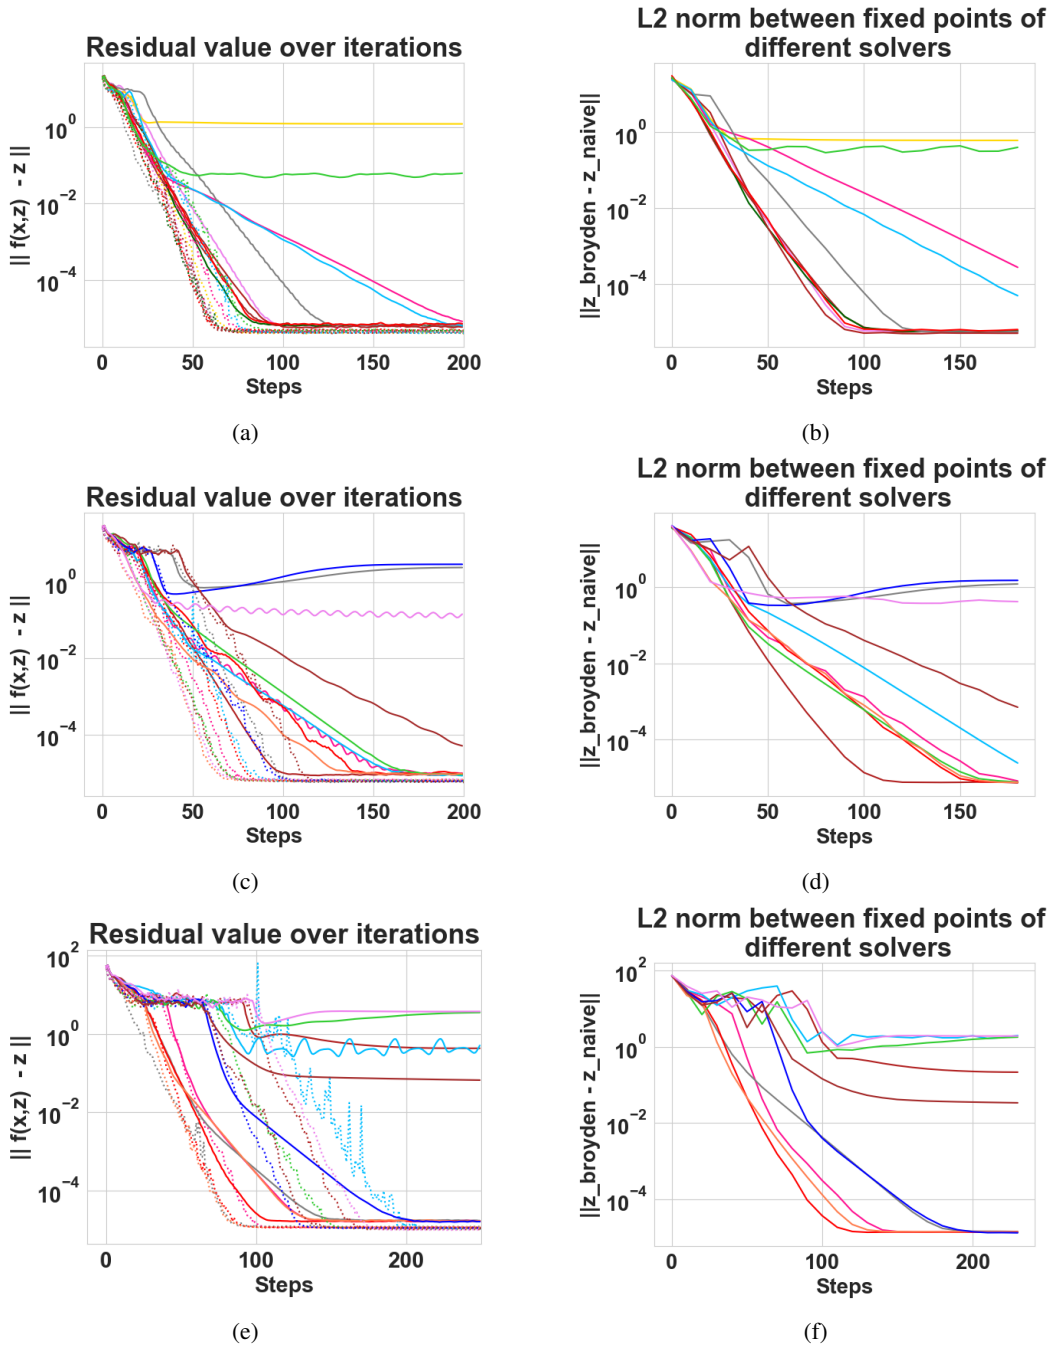 Residual value over iterations
|| f(x,z) - z ||
10^0
10^-2
10^-4
0 50 100 150 200
Steps
(a)
L2 norm between fixed points of
different solvers
||z_broyden - z_naive||
10^0
10^-2
10^-4
0 50 100 150
Steps
(b)
Residual value over iterations
|| f(x,z) - z ||
10^0
10^-2
10^-4
0 50 100 150 200
Steps
(c)
L2 norm between fixed points of
different solvers
||z_broyden - z_naive||
10^0
10^-2
10^-4
0 50 100 150
Steps
(d)
Residual value over iterations
|| f(x,z) - z ||
10^2
10^0
10^-2
10^-4
0 100 200
Steps
(e)
L2 norm between fixed points of
different solvers
||z_broyden - z_naive||
10^2
10^0
10^-2
10^-4
0 100 200
Steps
(f)